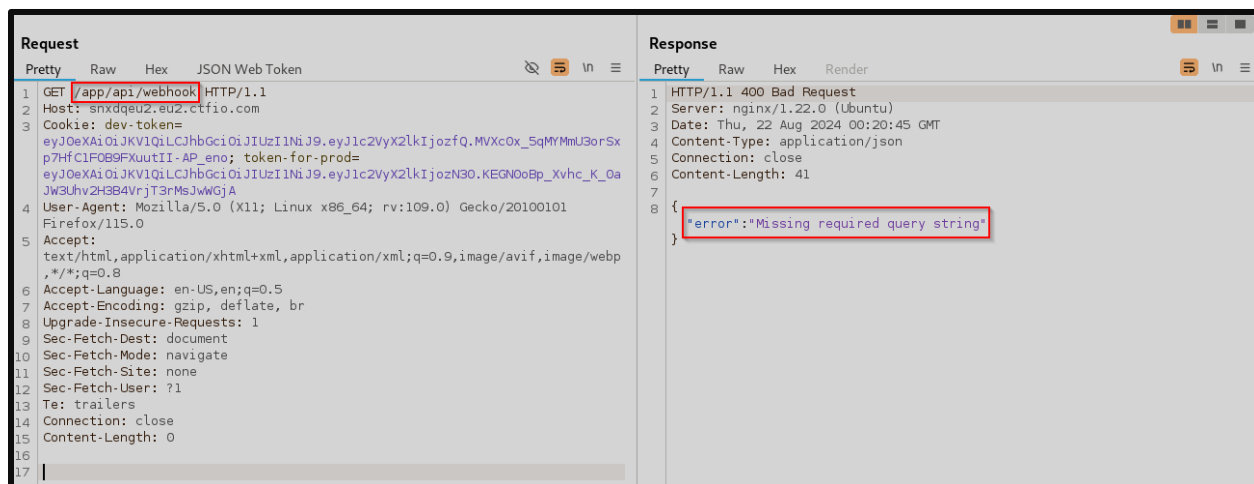 Request
Pretty Raw Hex JSON Web Token \n
1 GET /app/api/webhook HTTP/1.1
2 Host: snxdqeu2.eu2.ctfio.com
3 Cookie: dev-token=
eyJ0eXAiOiJKV1QiLCJhbGciOiJIUzI1NiJ9.eyJ1c2VyX2lkIjozfQ.MVXcOx_5qMYMmU3orSx
p7HfC1FOB9FXuutII-AP_eno; token-for-prod=
eyJ0eXAiOiJKV1QiLCJhbGciOiJIUzI1NiJ9.eyJ1c2VyX2lkIjozN30.KEGNOoBp_Xvhc_K_Oa
JW3Uhv2H3B4VrjT3rMsJwWGjA
4 User-Agent: Mozilla/5.0 (X11; Linux x86_64; rv:109.0) Gecko/20100101
Firefox/115.0
5 Accept:
text/html,application/xhtml+xml,application/xml;q=0.9,image/avif,image/webp
,*/*;q=0.8
6 Accept-Language: en-US,en;q=0.5
7 Accept-Encoding: gzip, deflate, br
8 Upgrade-Insecure-Requests: 1
9 Sec-Fetch-Dest: document
10 Sec-Fetch-Mode: navigate
11 Sec-Fetch-Site: none
12 Sec-Fetch-User: ?1
13 Te: trailers
14 Connection: close
15 Content-Length: 0
16
17
Response
Pretty Raw Hex Render \n
1 HTTP/1.1 400 Bad Request
2 Server: nginx/1.22.0 (Ubuntu)
3 Date: Thu, 22 Aug 2024 00:20:45 GMT
4 Content-Type: application/json
5 Connection: close
6 Content-Length: 41
7
8 {
"error":"Missing required query string"
}